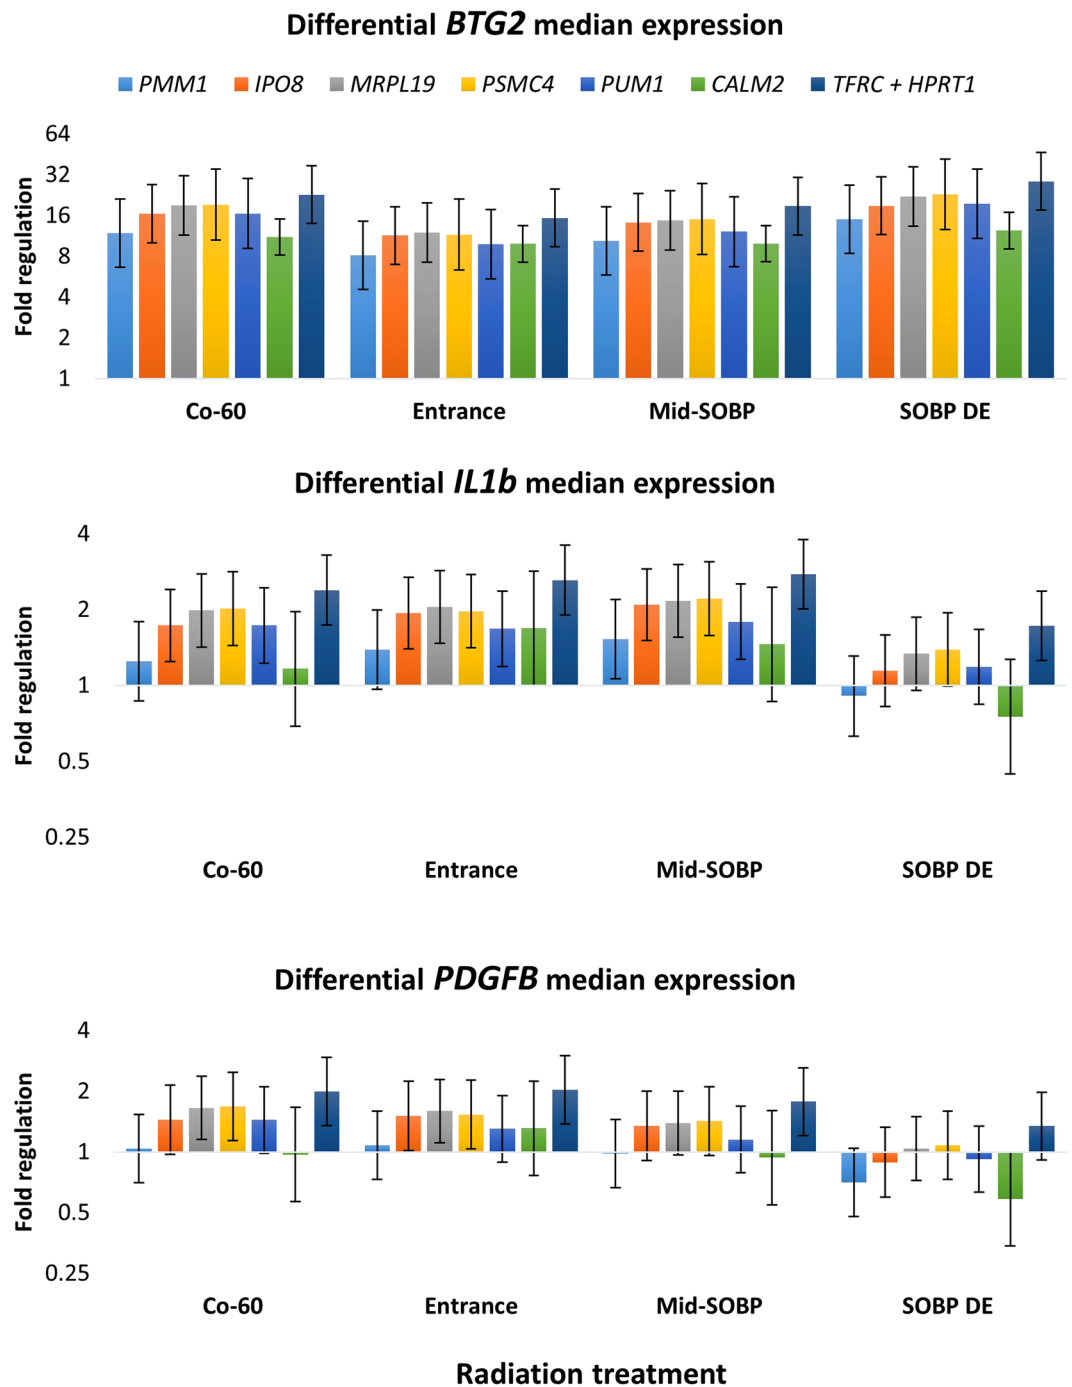 Differential BTG2 median expression
PMM1 IPO8 MRPL19 PSMC4 PUM1 CALM2 TFRC + HPRT1
Fold regulation
64
32
16
8
4
2
1
Co-60 Entrance Mid-SOBP SOBP DE
Differential IL1b median expression
Fold regulation
4
2
1
0.5
0.25
Co-60 Entrance Mid-SOBP SOBP DE
Differential PDGFB median expression
Fold regulation
4
2
1
0.5
0.25
Co-60 Entrance Mid-SOBP SOBP DE
Radiation treatment